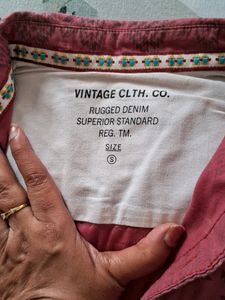 VINTAGE CLTH. CO.
RUGGED DENIM
SUPERIOR STANDARD
REG. TM.
SIZE
S